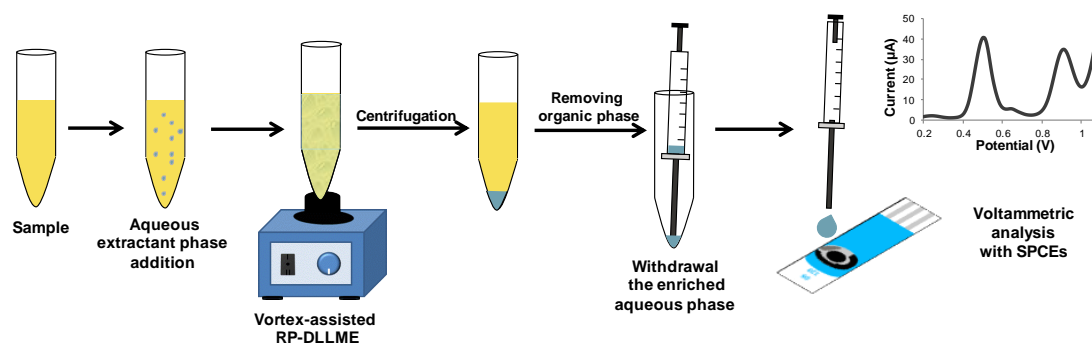 Sample
Aqueous
extractant phase
addition
Vortex-assisted
RP-DLLME
Centrifugation
Removing
organic phase
Withdrawal
the enriched
aqueous phase
Current (µA)
50
40
30
20
10
0
0.2 0.4 0.6 0.8 1
Potential (V)
Voltammetric
analysis
with SPCEs